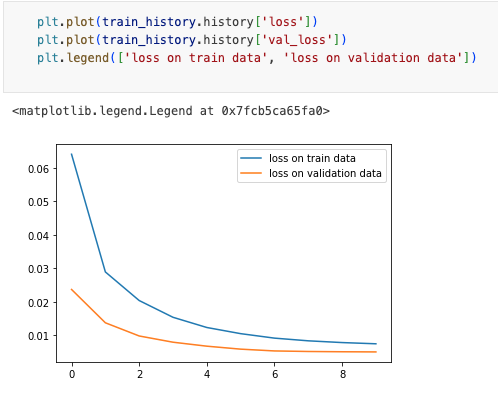 plt.plot(train_history.history['loss'])
plt.plot(train_history.history['val_loss'])
plt.legend(['loss on train data', 'loss on validation data'])
<matplotlib.legend.Legend at 0x7fcb5ca65fa0>
loss on train data
loss on validation data
0.06
0.05
0.04
0.03
0.02
0.01
0 2 4 6 8